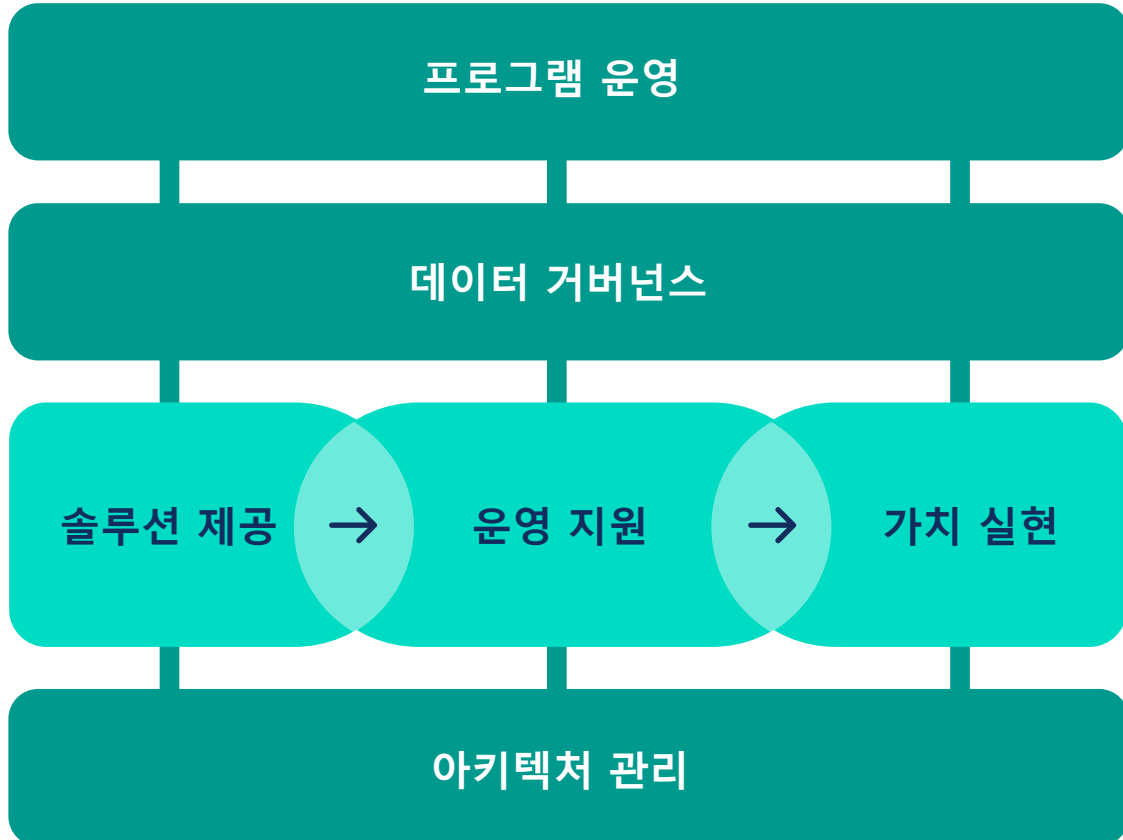 프로그램 운영
데이터 거버넌스
솔루션 제공 → 운영 지원 → 가치 실현
아키텍처 관리